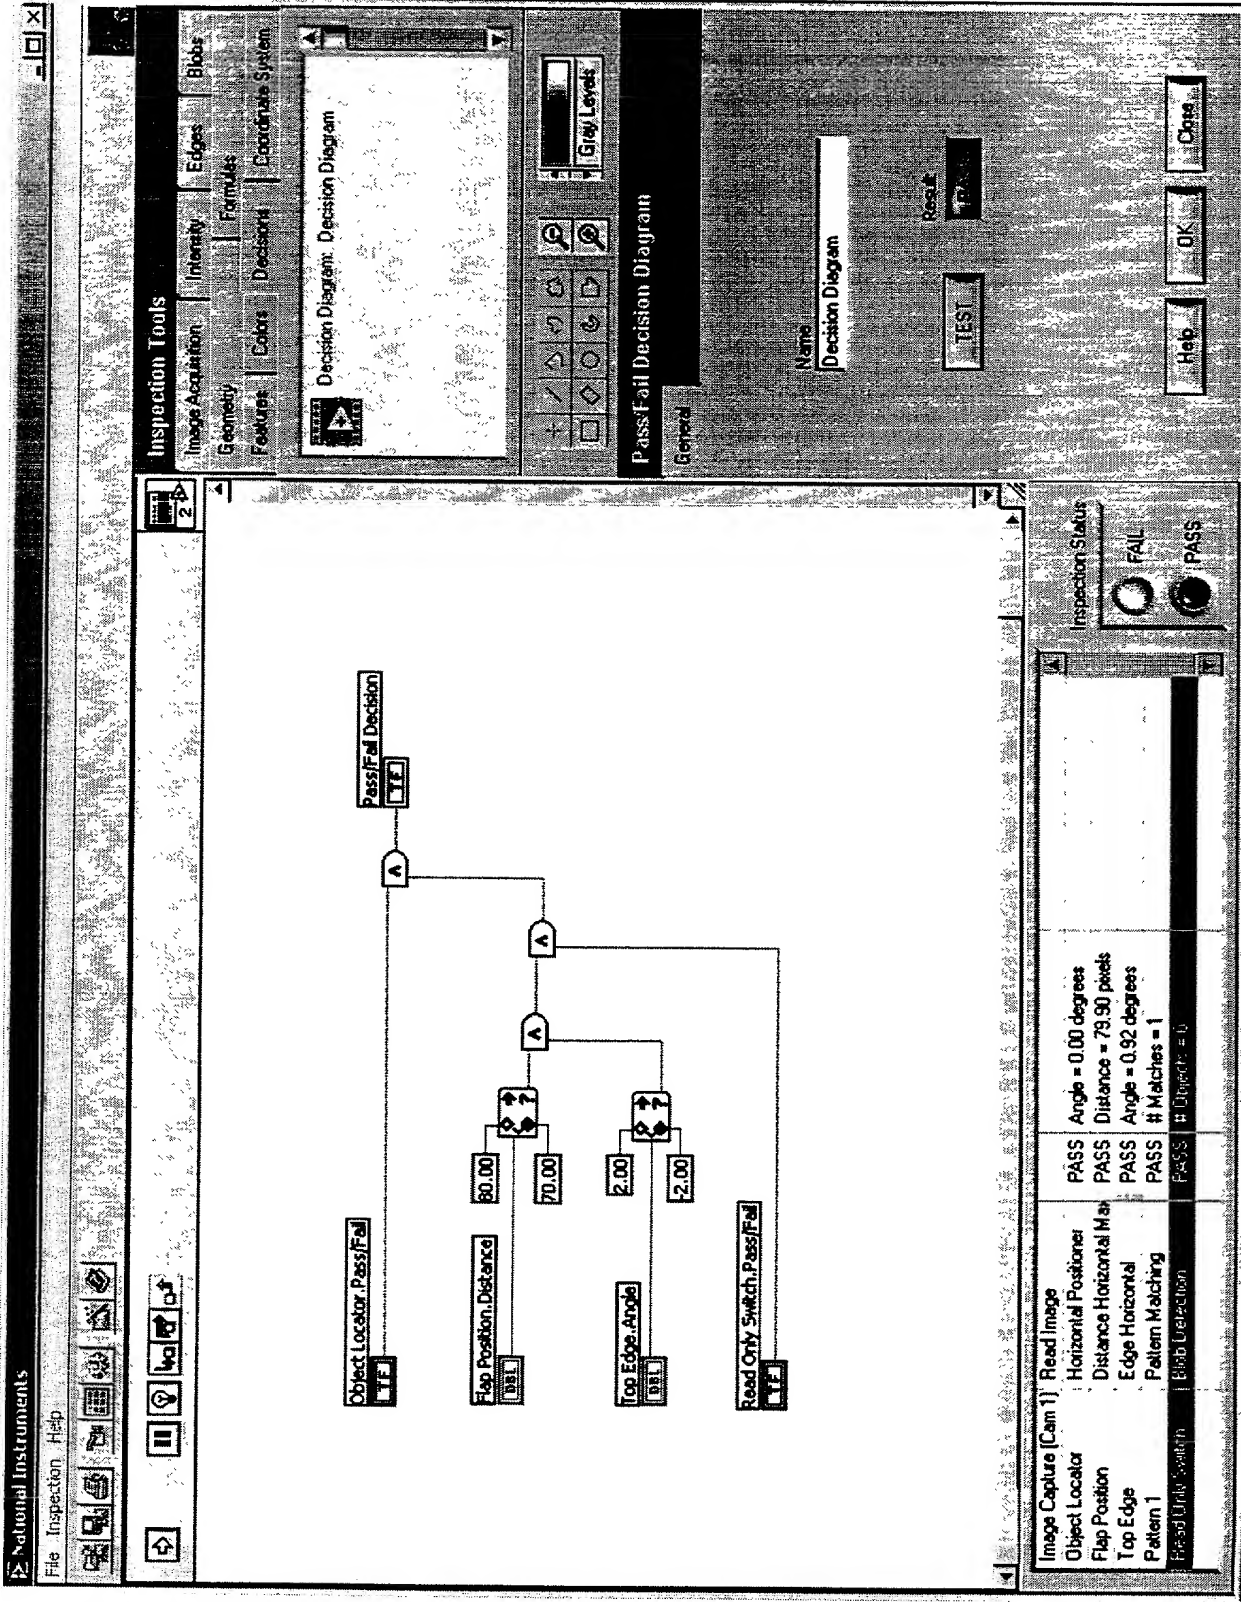 National Instruments
File Inspection Help
2
Object Locator.Pass/Fail
TF
Flap Position.Distance
DBL
80.00
70.00
Top Edge.Angle
DBL
2.00
-2.00
Read Only Switch.Pass/Fail
TF
Pass/Fail Decision
TF
Inspection Tools
Image Acquisition Intensity Edges Blobs
Geometry Formulas
Features Colors Decisions Coordinate System
Decision Diagram: Decision Diagram
Gray Levels
Pass/Fail Decision Diagram
General
Name
Decision Diagram
TEST
Result
Help OK Close
Image Capture [Cam 1] Read Image
Object Locator Horizontal Positioner PASS Angle = 0.00 degrees
Flap Position Distance Horizontal Max PASS Distance = 79.90 pixels
Top Edge Edge Horizontal PASS Angle = 0.92 degrees
Pattern 1 Pattern Matching PASS # Matches = 1
Read Only Switch Blob Detection PASS # Objects =
Inspection Status
FAIL
PASS